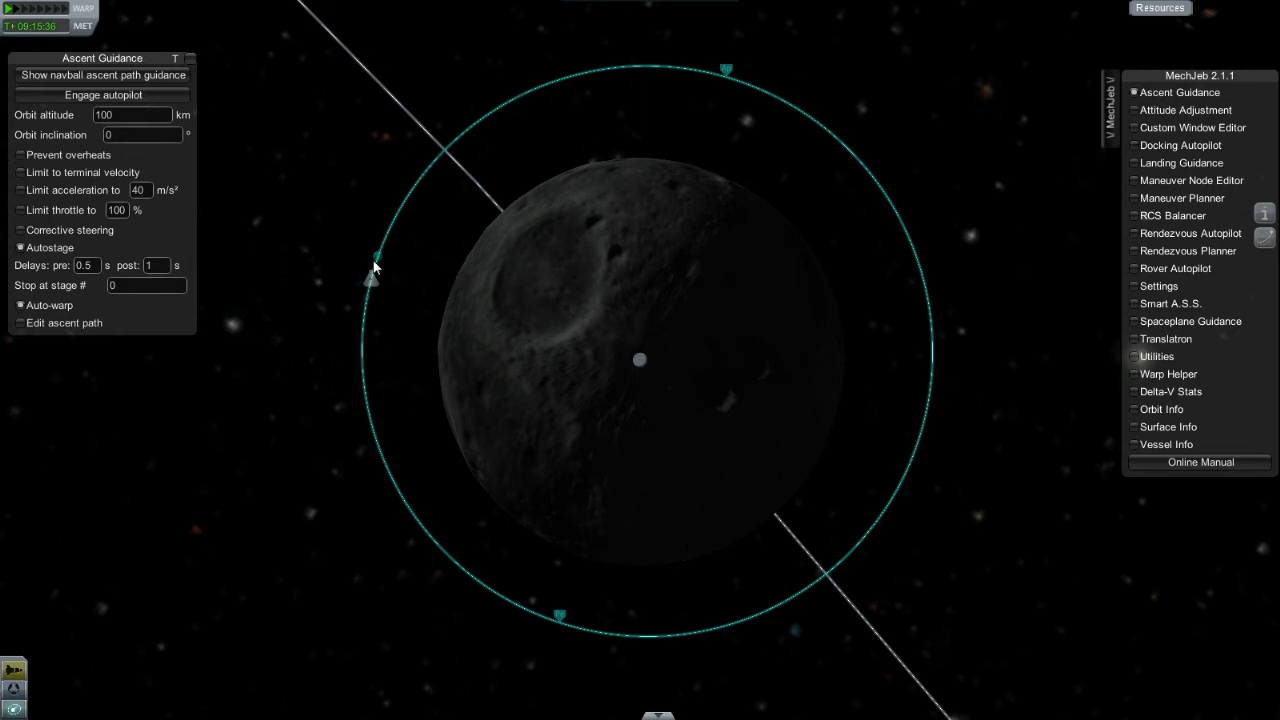 WARP
T+ 09:15:36 MET
Resources
Ascent Guidance T
Show navball ascent path guidance
Engage autopilot
Orbit altitude 100 km
Orbit inclination 0 º
Prevent overheats
Limit to terminal velocity
Limit acceleration to 40 m/s²
Limit throttle to 100 %
Corrective steering
Autostage
Delays: pre: 0.5 s post: 1 s
Stop at stage # 0
Auto-warp
Edit ascent path
V MechJeb V
MechJeb 2.1.1
Ascent Guidance
Attitude Adjustment
Custom Window Editor
Docking Autopilot
Landing Guidance
Maneuver Node Editor
Maneuver Planner
RCS Balancer
Rendezvous Autopilot
Rendezvous Planner
Rover Autopilot
Settings
Smart A.S.S.
Spaceplane Guidance
Translatron
Utilities
Warp Helper
Delta-V Stats
Orbit Info
Surface Info
Vessel Info
Online Manual